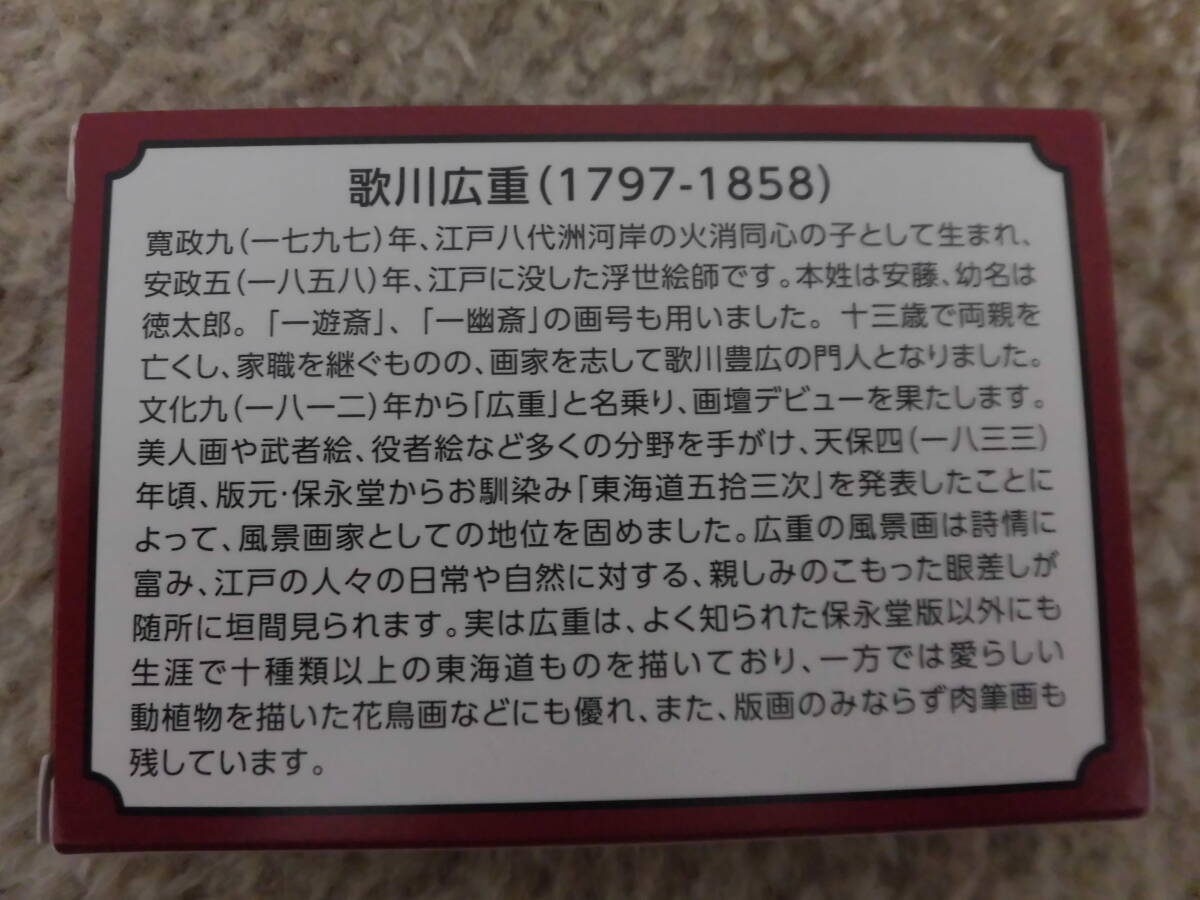 歌川広重(1797-1858)
寛政九(一七九七)年、江戸八代洲河岸の火消同心の子として生まれ、
安政五(一八五八)年、江戸に没した浮世絵師です。本姓は安藤、幼名は
徳太郎。「一遊斎」、「一幽斎」の画号も用いました。十三歳で両親を
亡くし、家職を継ぐものの、画家を志して歌川豊広の門人となりました。
文化九(一八一二)年から「広重」と名乗り、画壇デビューを果たします。
美人画や武者絵、役者絵など多くの分野を手がけ、天保四(一八三三)
年頃、版元・保永堂からお馴染み「東海道五拾三次」を発表したことに
よって、風景画家としての地位を固めました。広重の風景画は詩情に
富み、江戸の人々の日常や自然に対する、親しみのこもった眼差しが
随所に垣間見られます。実は広重は、よく知られた保永堂版以外にも
生涯で十種類以上の東海道ものを描いており、一方では愛らしい
動植物を描いた花鳥画などにも優れ、また、版画のみならず肉筆画も
残しています。